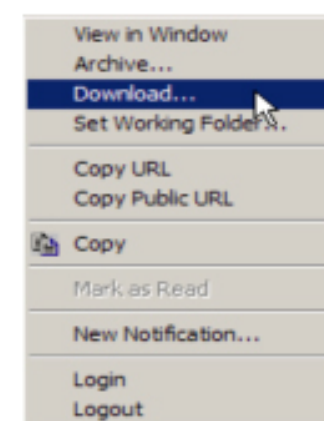 View in Window
Archive...
Download...
Set Working Folder...
Copy URL
Copy Public URL
Copy
Mark as Read
New Notification...
Login
Logout